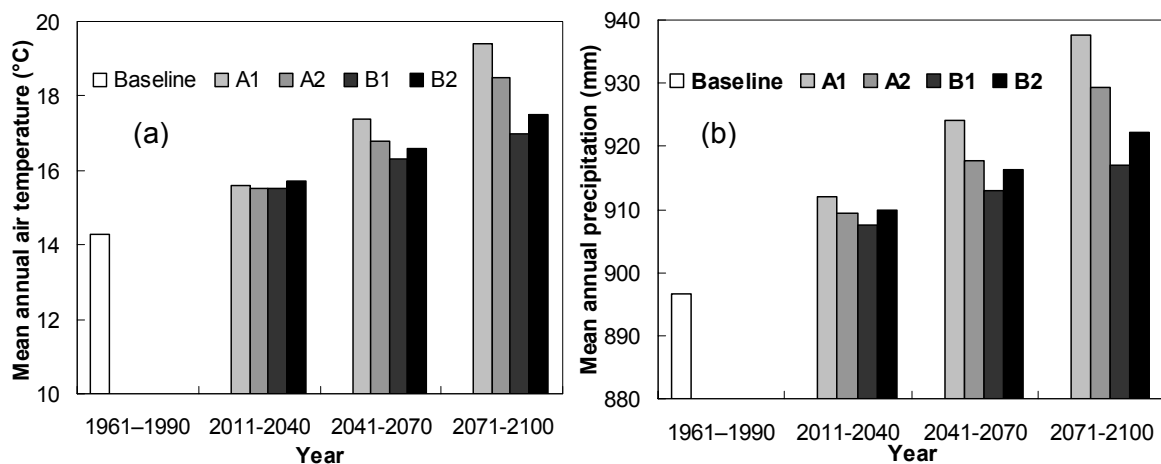 Mean annual air temperature (°C)
20
18
16
14
12
10
Baseline A1 A2 B1 B2
(a)
1961–1990 2011-2040 2041-2070 2071-2100
Year
Mean annual precipitation (mm)
940
930
920
910
900
890
880
Baseline A1 A2 B1 B2
(b)
1961–1990 2011-2040 2041-2070 2071-2100
Year